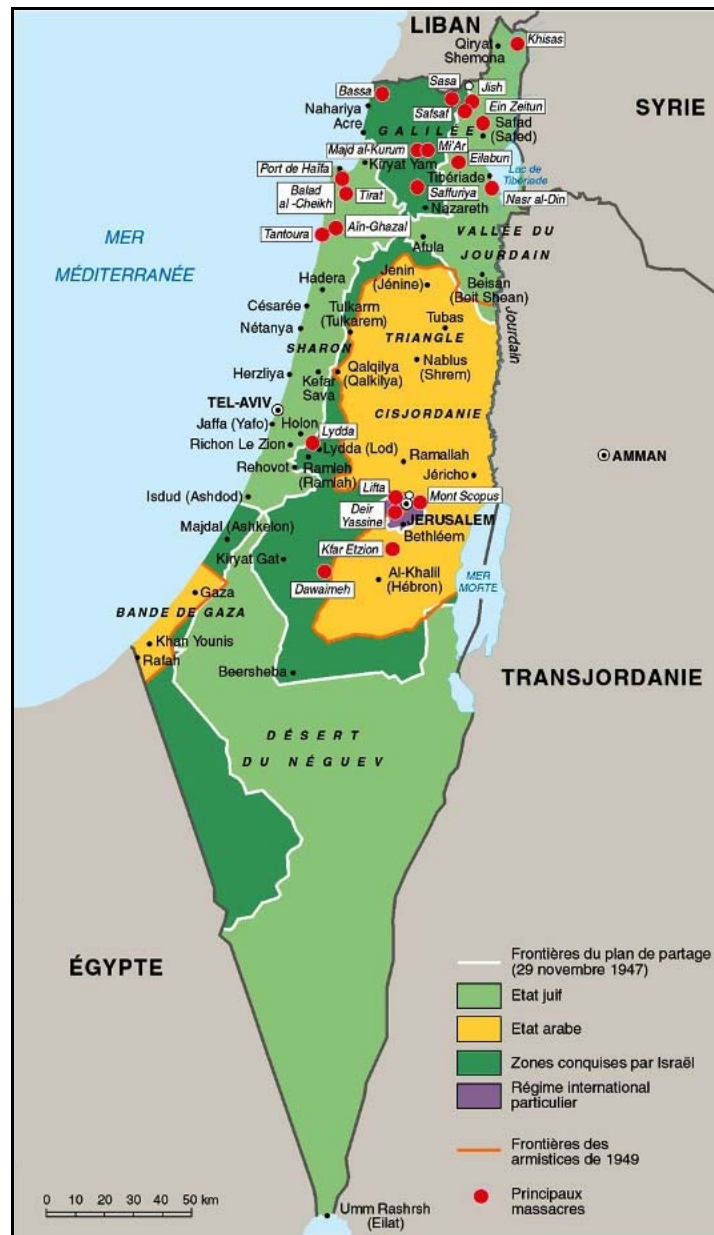 LIBAN
Qiryat
Shemona
Khisas
SYRIE
Bassa
Sasa
Jish
Nahariya
Safsaf
Ein Zeitun
Acre
GALILÉE
Safad
(Safed)
Majd al-Kurum
Mi'Ar
Port de Haïfa
Kiryat Yam
Eilabun
Tibériade
Lac de
Tibériade
Balad
al -Cheikh
Tirat
Saffuriya
Nasr al-Din
Nazareth
Aïn-Ghazal
Tantoura
VALLÉE DU
JOURDAIN
MER
MÉDITERRANÉE
Afula
Hadera
Jenin
(Jénine)
Beisan
(Beit Shean)
Césarée
Tulkarm
(Tulkarem)
Tubas
Jourdain
Nétanya
SHARON
TRIANGLE
Herzliya
Kefar
Sava
Qalqilya
(Qalkilya)
Nablus
(Shrem)
TEL-AVIV
CISJORDANIE
Jaffa (Yafo)
Holon
Lydda
Richon Le Zion
Lydda (Lod)
Ramallah
AMMAN
Rehovot
Ramleh
(Ramlah)
Jéricho
Isdud (Ashdod)
Lifta
Mont Scopus
Deir
Yassine
JERUSALEM
Majdal (Ashkelon)
Bethléem
Kiryat Gat
Kfar Etzion
Dawaimeh
Al-Khalil
(Hébron)
MER
MORTE
Gaza
BANDE DE GAZA
Khan Younis
Rafah
Beersheba
TRANSJORDANIE
DÉSERT
DU NÉGUEV
ÉGYPTE
Frontières du plan de partage
(29 novembre 1947)
Etat juif
Etat arabe
Zones conquises par Israël
Régime international
particulier
Frontières des
armistices de 1949
Principaux
massacres
0 10 20 30 40 50 km
Umm Rashrsh
(Eilat)